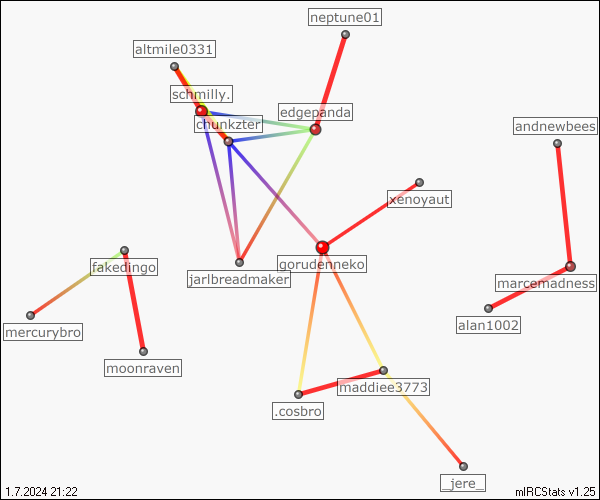 neptune01
altmile0331
schmilly.
edgepanda
chunkzter
andnewbees
xenoyaut
gorudenneko
fakedingo
jarlbreadmaker
marcemadness
mercurybro
alan1002
moonraven
maddiee3773
.cosbro
_jere_
1.7.2024 21:22
mIRCStats v1.25